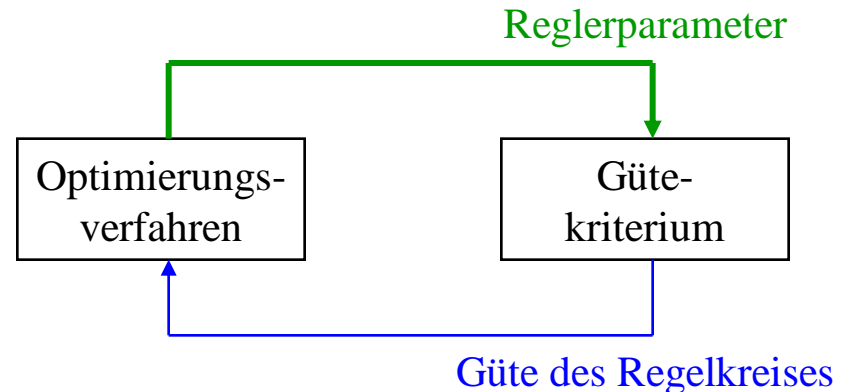 Reglerparameter
Optimierungs-
verfahren
Güte-
kriterium
Güte des Regelkreises